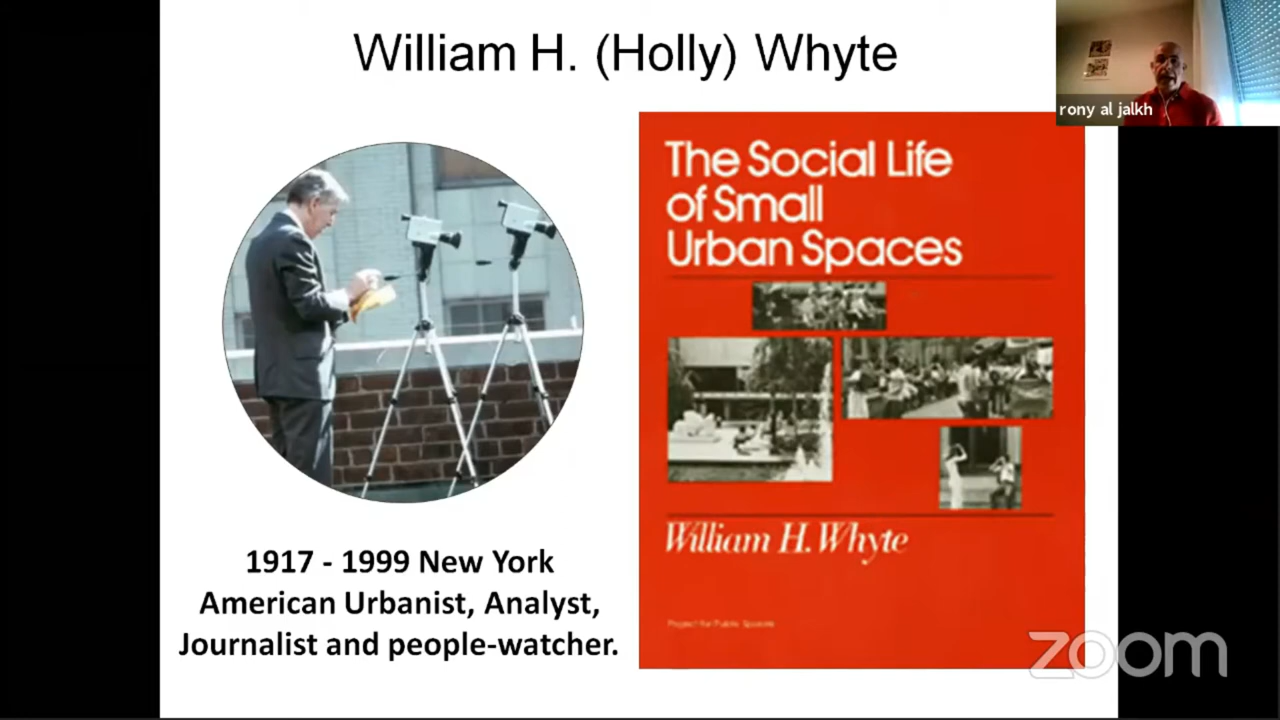 William H. (Holly) Whyte
rony al jalkh
The Social Life
of Small
Urban Spaces
William H. Whyte
Project for Public Spaces
1917 - 1999 New York
American Urbanist, Analyst,
Journalist and people-watcher.
zoom